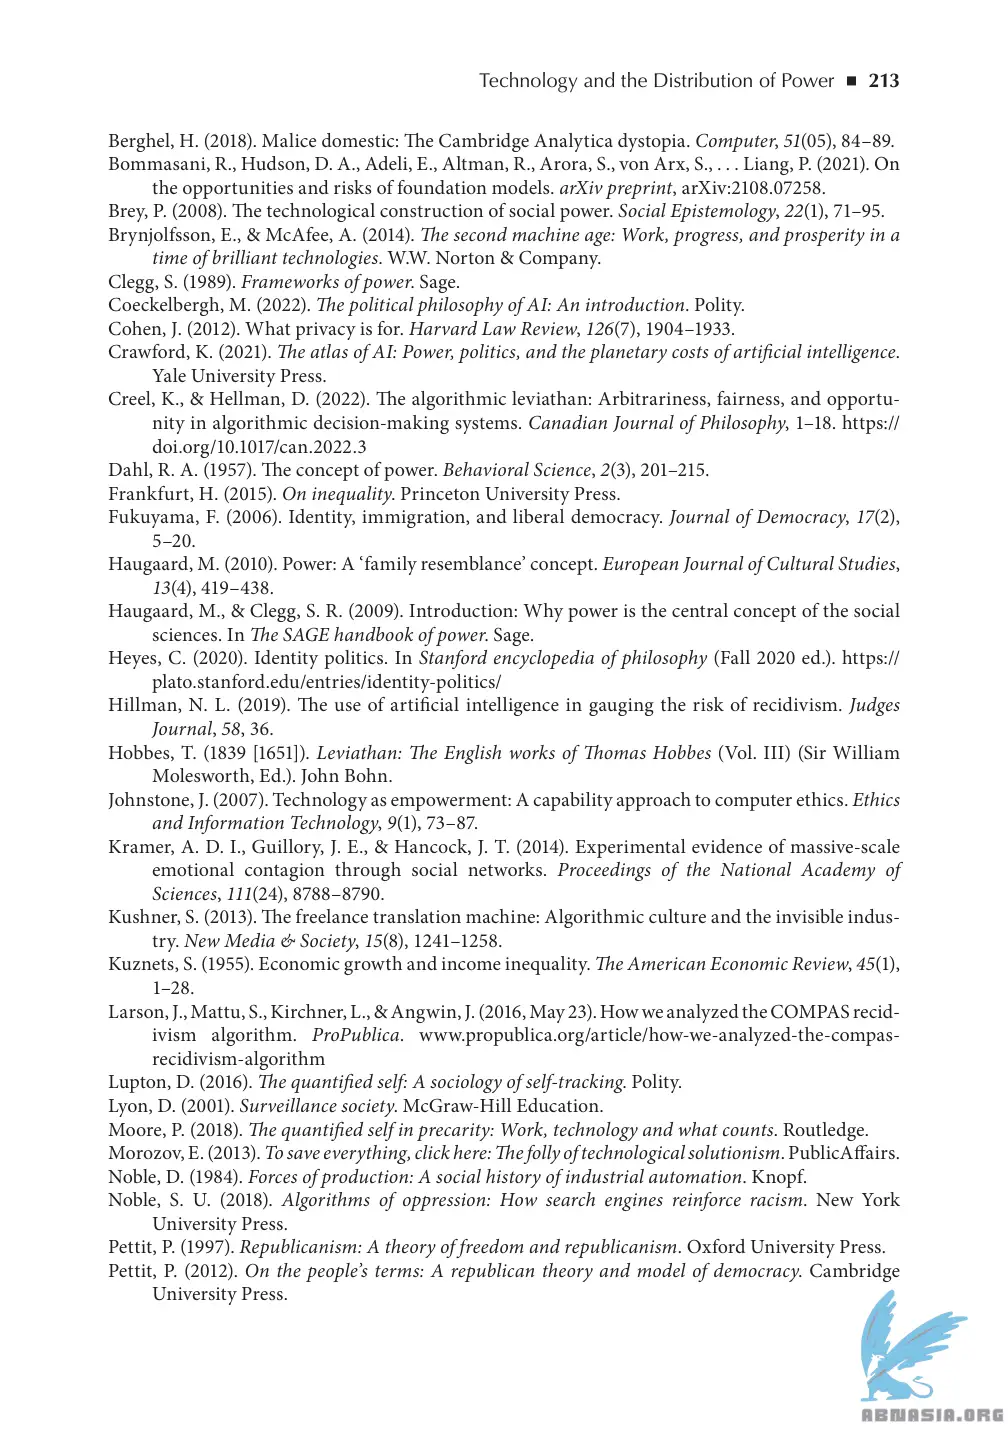 Technology and the Distribution of Power ■ 213
Berghel, H. (2018). Malice domestic: The Cambridge Analytica dystopia. Computer, 51(05), 84–89.
Bommasani, R., Hudson, D. A., Adeli, E., Altman, R., Arora, S., von Arx, S., . . . Liang, P. (2021). On
the opportunities and risks of foundation models. arXiv preprint, arXiv:2108.07258.
Brey, P. (2008). The technological construction of social power. Social Epistemology, 22(1), 71–95.
Brynjolfsson, E., & McAfee, A. (2014). The second machine age: Work, progress, and prosperity in a
time of brilliant technologies. W.W. Norton & Company.
Clegg, S. (1989). Frameworks of power. Sage.
Coeckelbergh, M. (2022). The political philosophy of AI: An introduction. Polity.
Cohen, J. (2012). What privacy is for. Harvard Law Review, 126(7), 1904–1933.
Crawford, K. (2021). The atlas of AI: Power, politics, and the planetary costs of artificial intelligence.
Yale University Press.
Creel, K., & Hellman, D. (2022). The algorithmic leviathan: Arbitrariness, fairness, and opportu-
nity in algorithmic decision-making systems. Canadian Journal of Philosophy, 1–18. https://
doi.org/10.1017/can.2022.3
Dahl, R. A. (1957). The concept of power. Behavioral Science, 2(3), 201–215.
Frankfurt, H. (2015). On inequality. Princeton University Press.
Fukuyama, F. (2006). Identity, immigration, and liberal democracy. Journal of Democracy, 17(2),
5–20.
Haugaard, M. (2010). Power: A ‘family resemblance’ concept. European Journal of Cultural Studies,
13(4), 419–438.
Haugaard, M., & Clegg, S. R. (2009). Introduction: Why power is the central concept of the social
sciences. In The SAGE handbook of power. Sage.
Heyes, C. (2020). Identity politics. In Stanford encyclopedia of philosophy (Fall 2020 ed.). https://
plato.stanford.edu/entries/identity-politics/
Hillman, N. L. (2019). The use of artificial intelligence in gauging the risk of recidivism. Judges
Journal, 58, 36.
Hobbes, T. (1839 [1651]). Leviathan: The English works of Thomas Hobbes (Vol. III) (Sir William
Molesworth, Ed.). John Bohn.
Johnstone, J. (2007). Technology as empowerment: A capability approach to computer ethics. Ethics
and Information Technology, 9(1), 73–87.
Kramer, A. D. I., Guillory, J. E., & Hancock, J. T. (2014). Experimental evidence of massive-scale
emotional contagion through social networks. Proceedings of the National Academy of
Sciences, 111(24), 8788–8790.
Kushner, S. (2013). The freelance translation machine: Algorithmic culture and the invisible indus-
try. New Media & Society, 15(8), 1241–1258.
Kuznets, S. (1955). Economic growth and income inequality. The American Economic Review, 45(1),
1–28.
Larson, J., Mattu, S., Kirchner, L., & Angwin, J. (2016, May 23). How we analyzed the COMPAS recid-
ivism algorithm. ProPublica. www.propublica.org/article/how-we-analyzed-the-compas-
recidivism-algorithm
Lupton, D. (2016). The quantified self: A sociology of self-tracking. Polity.
Lyon, D. (2001). Surveillance society. McGraw-Hill Education.
Moore, P. (2018). The quantified self in precarity: Work, technology and what counts. Routledge.
Morozov, E. (2013). To save everything, click here: The folly of technological solutionism. PublicAffairs.
Noble, D. (1984). Forces of production: A social history of industrial automation. Knopf.
Noble, S. U. (2018). Algorithms of oppression: How search engines reinforce racism. New York
University Press.
Pettit, P. (1997). Republicanism: A theory of freedom and republicanism. Oxford University Press.
Pettit, P. (2012). On the people’s terms: A republican theory and model of democracy. Cambridge
University Press.
ABNASIA.ORG